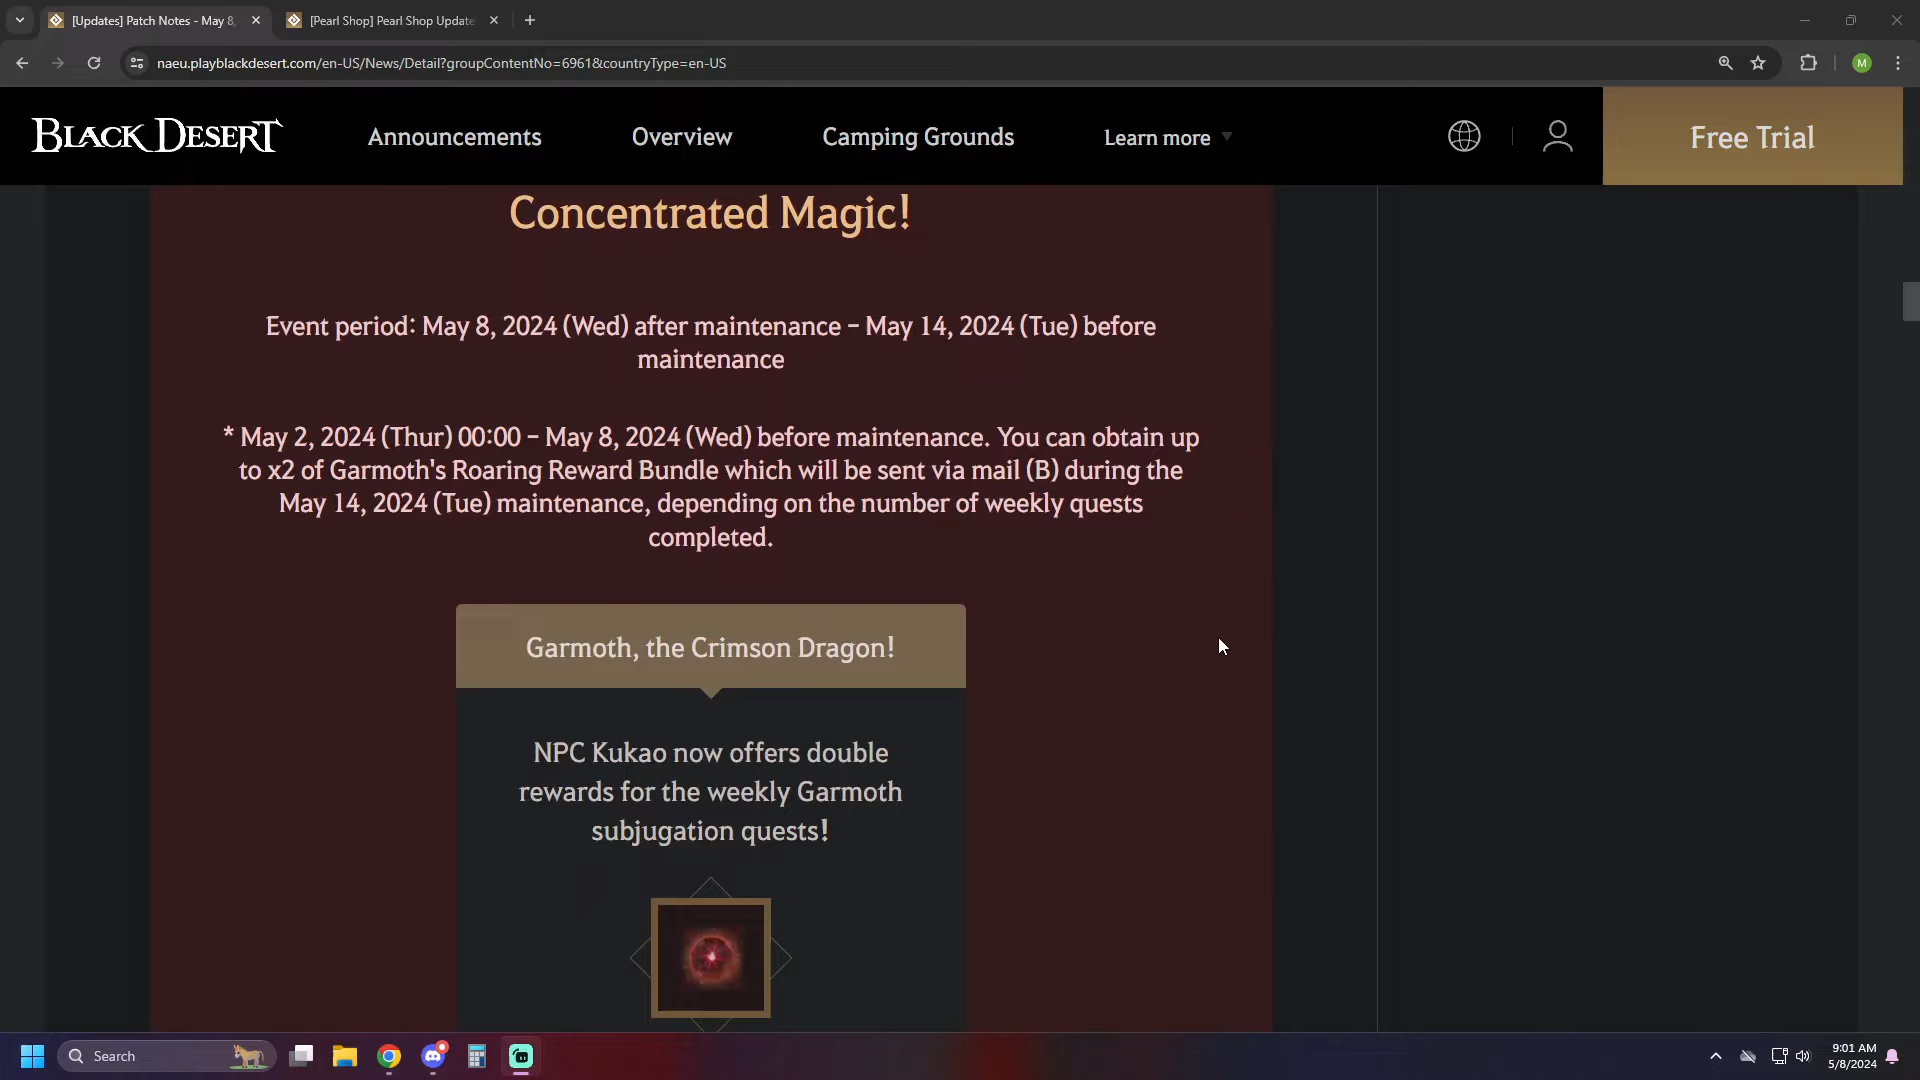 [Updates] Patch Notes - May 8,
[Pearl Shop] Pearl Shop Update
naeu.playblackdesert.com/en-US/News/Detail?groupContentNo=6961&countryType=en-US
M
BLACK DESERT
Announcements
Overview
Camping Grounds
Learn more
Free Trial
Concentrated Magic!
Event period: May 8, 2024 (Wed) after maintenance – May 14, 2024 (Tue) before
maintenance
* May 2, 2024 (Thur) 00:00 – May 8, 2024 (Wed) before maintenance. You can obtain up
to x2 of Garmoth's Roaring Reward Bundle which will be sent via mail (B) during the
May 14, 2024 (Tue) maintenance, depending on the number of weekly quests
completed.
Garmoth, the Crimson Dragon!
NPC Kukao now offers double
rewards for the weekly Garmoth
subjugation quests!
Search
9:01 AM
5/8/2024